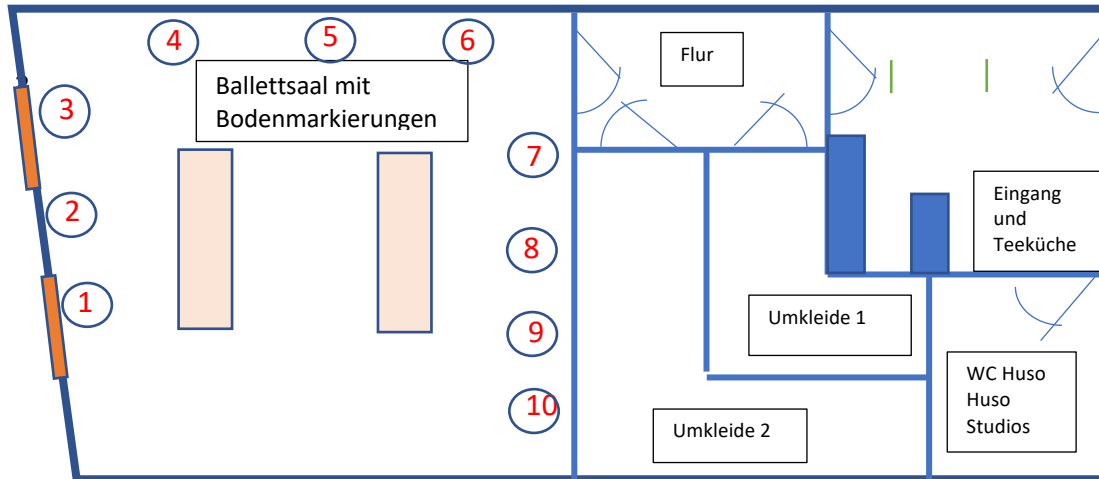 4
5
6
Flur
Ballettsaal mit
Bodenmarkierungen
3
7
2
Eingang
und
Teeküche
8
1
Umkleide 1
9
WC Huso
Huso
Studios
10
Umkleide 2